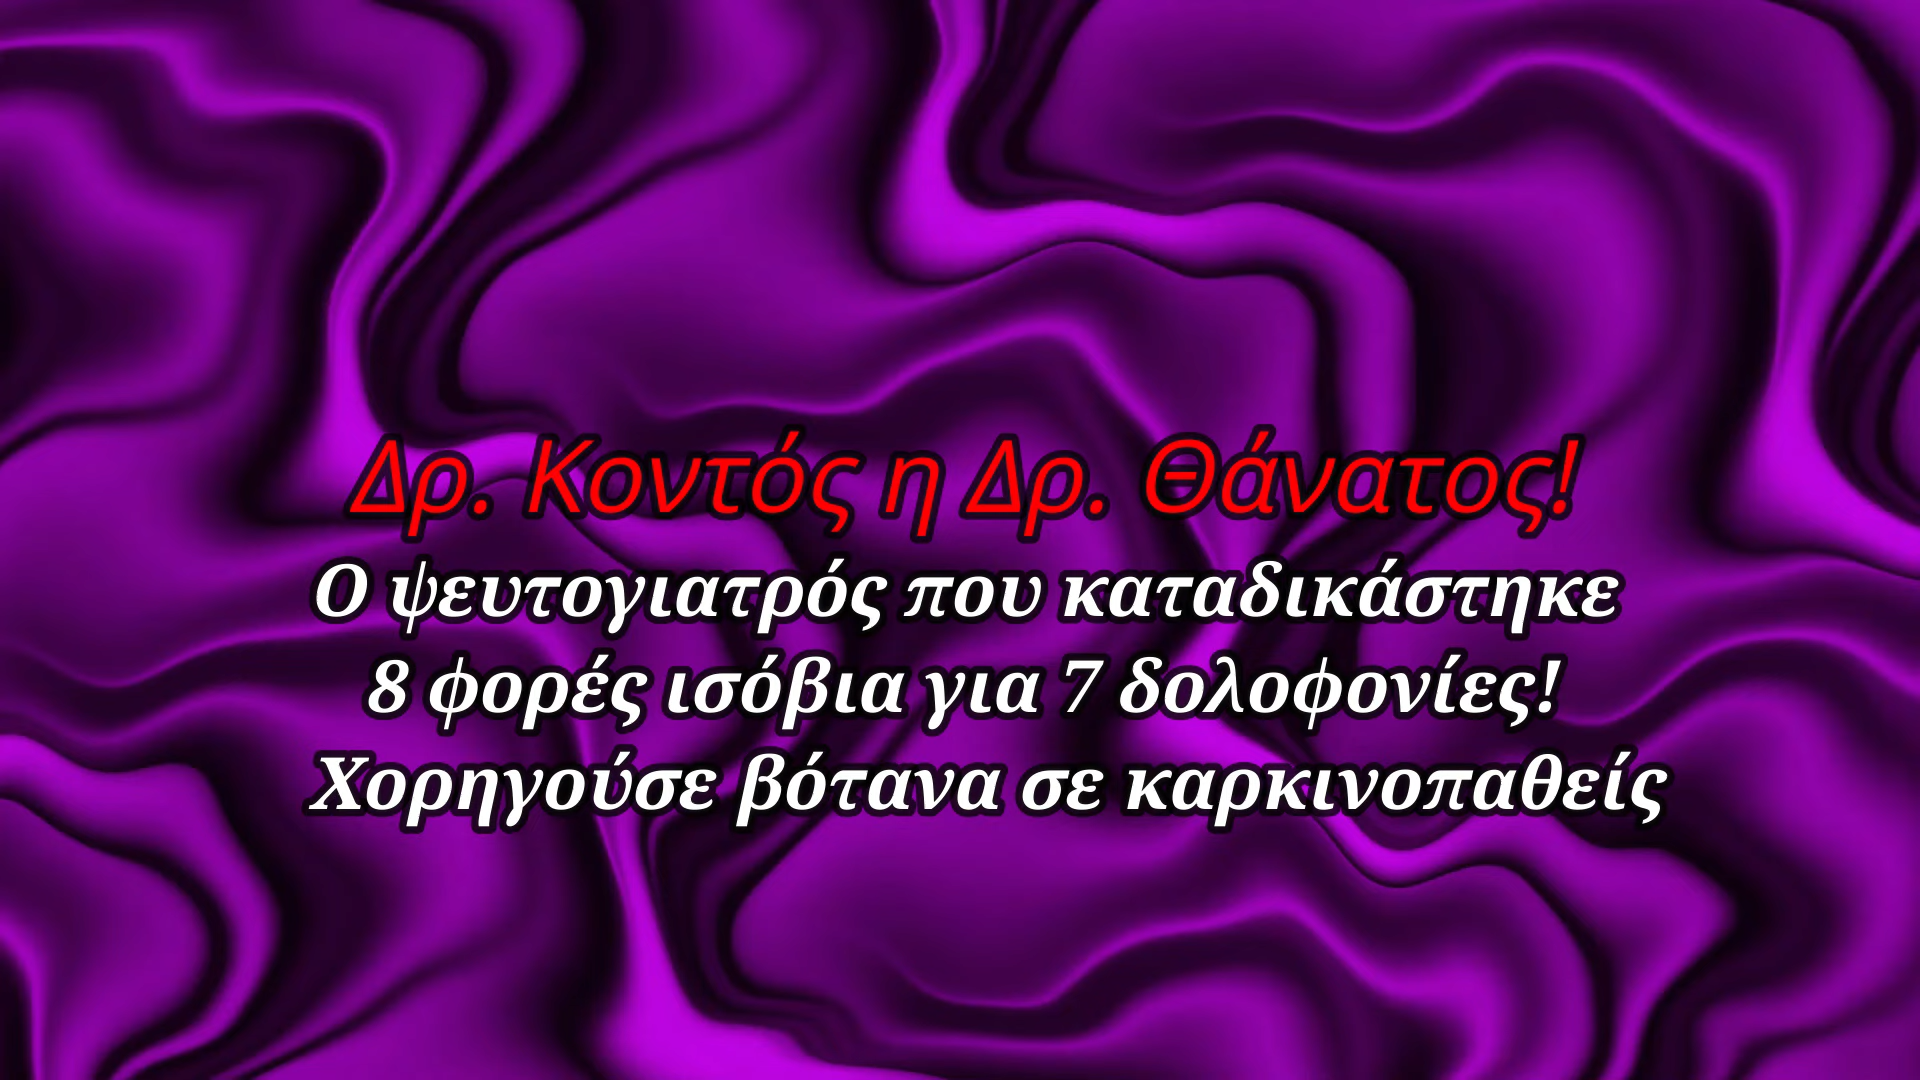 Δρ. Κοντός η Δρ. Θάνατος!
Ο ψευτογιατρός που καταδικάστηκε
8 φορές ισόβια για 7 δολοφονίες!
Χορηγούσε βότανα σε καρκινοπαθείς